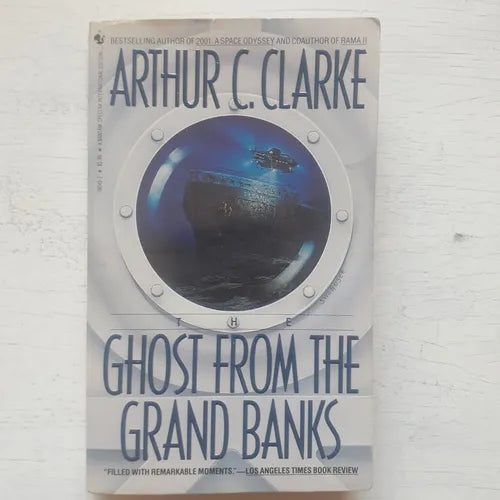 BESTSELLING AUTHOR OF 2001: A SPACE ODYSSEY AND COAUTHOR OF RAMA II
ARTHUR C. CLARKE
THE
GHOST FROM THE
GRAND BANKS
"FILLED WITH REMARKABLE MOMENTS."—LOS ANGELES TIMES BOOK REVIEW